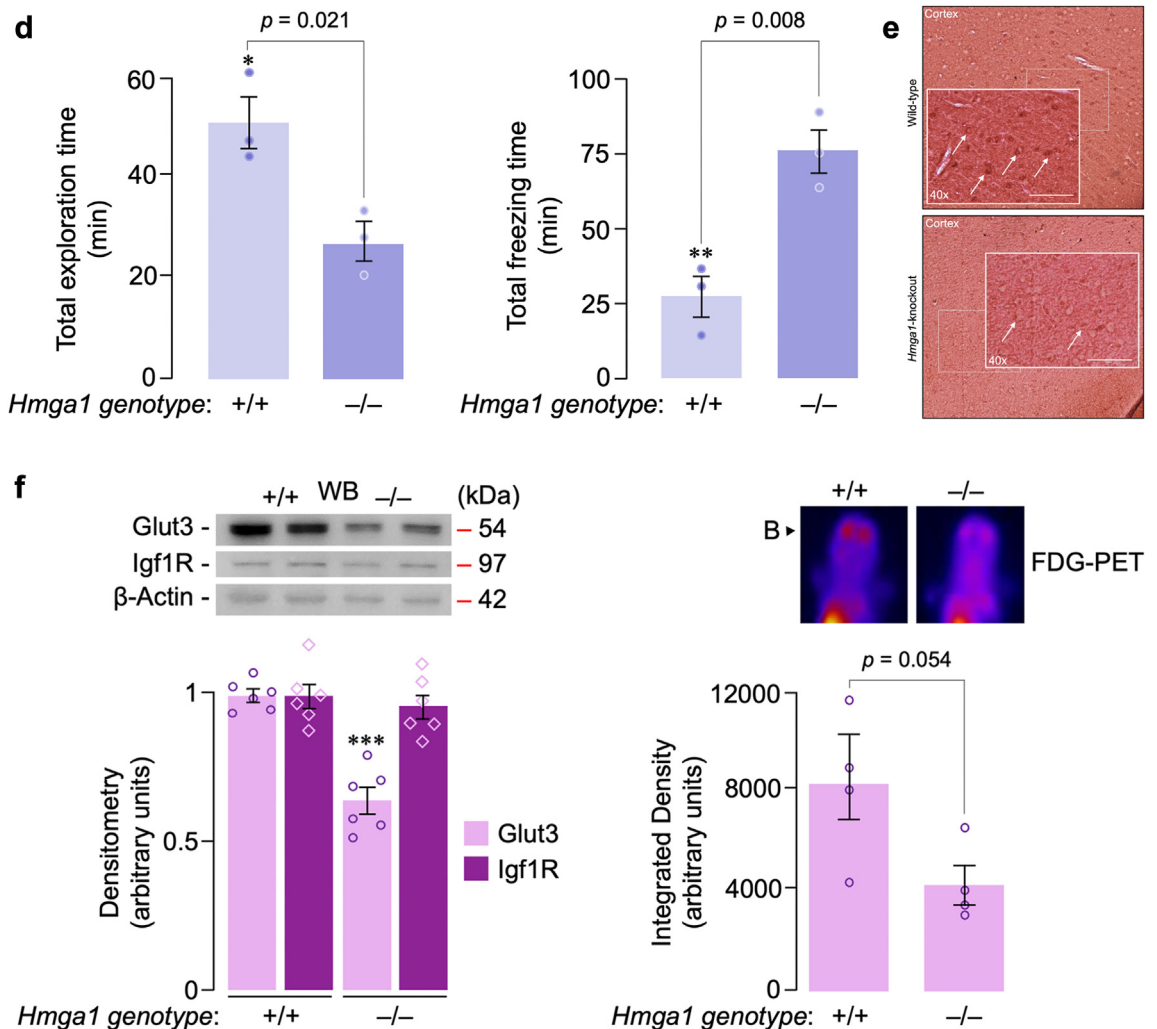 d
p = 0.021
*
60
40
20
0
Total exploration time
(min)
Hmga1 genotype: +/+ –/–
p = 0.008
**
100
75
50
25
0
Total freezing time
(min)
Hmga1 genotype: +/+ –/–
e
Cortex
Wild-type
40x
Cortex
Hmga1-knockout
40x
f
+/+ WB –/– (kDa)
Glut3 - – 54
Igf1R - – 97
β-Actin - – 42
1
0.5
0
***
Densitometry
(arbitrary units)
Glut3
Igf1R
Hmga1 genotype: +/+ –/–
+/+ –/–
B
FDG-PET
p = 0.054
12000
8000
4000
0
Integrated Density
(arbitrary units)
Hmga1 genotype: +/+ –/–